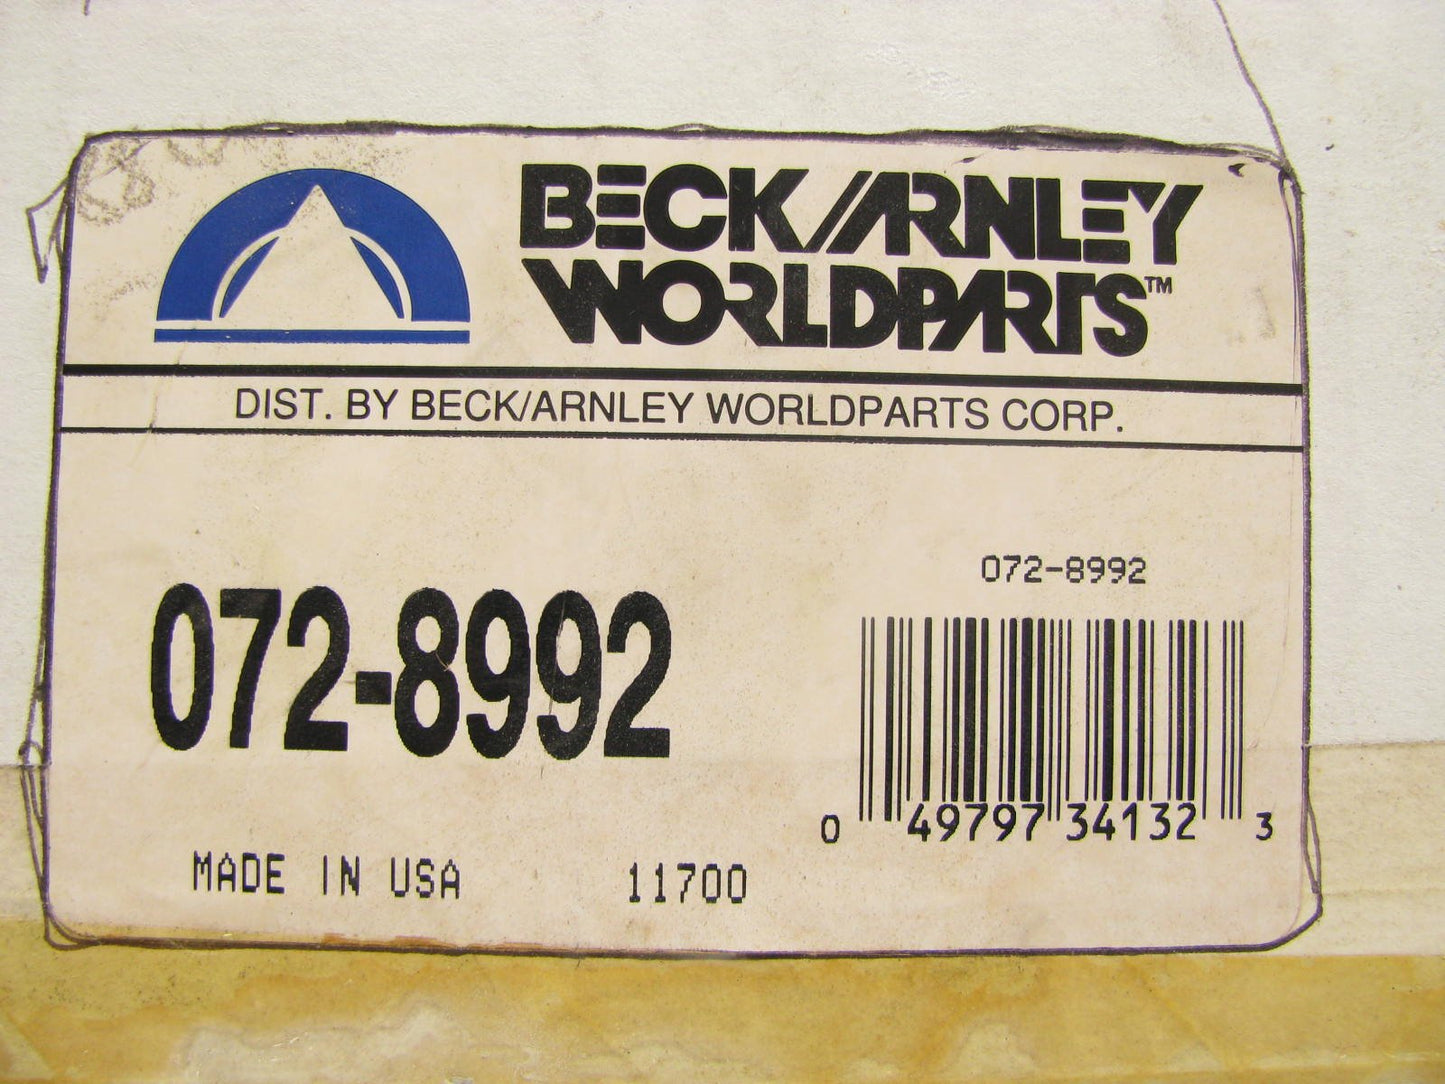 BECK/ARNLEY
WORLDPARTS™
DIST. BY BECK/ARNLEY WORLDPARTS CORP.
072-8992
072-8992
0 49797 34132 3
MADE IN USA 11700